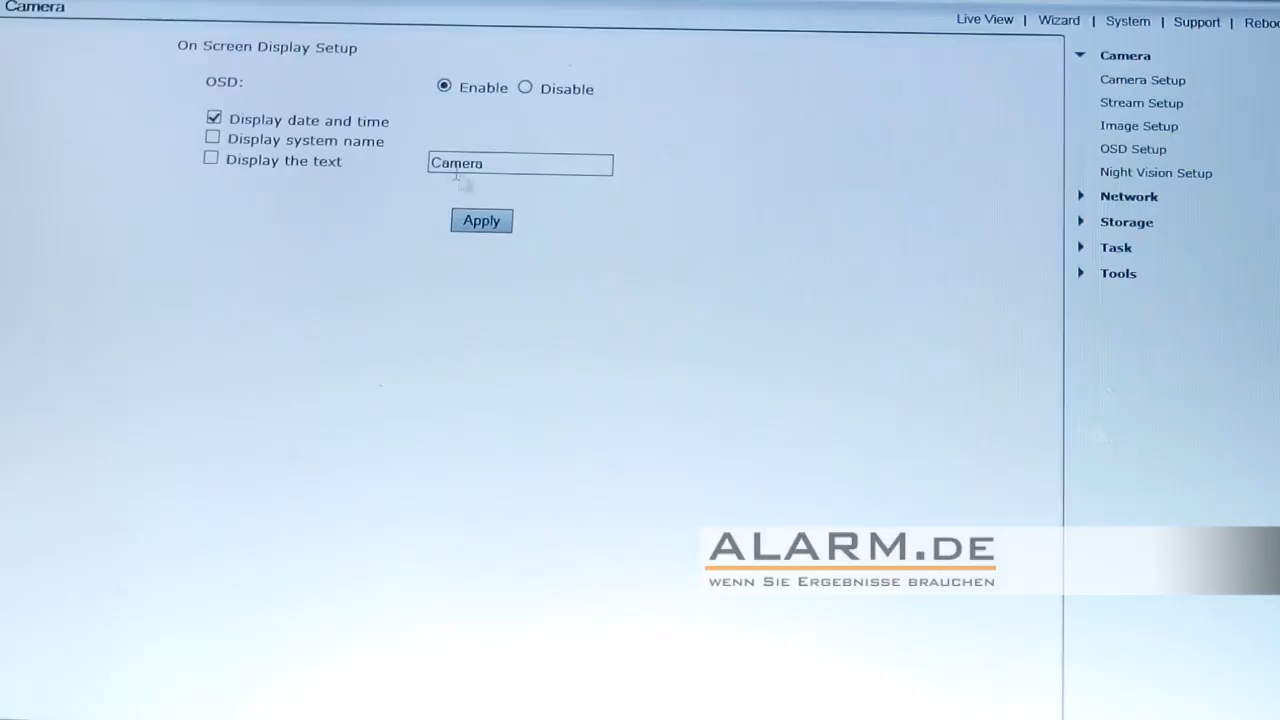 Camera
Live View | Wizard | System | Support | Reboo
On Screen Display Setup
OSD:
Enable
Disable
Display date and time
Display system name
Display the text
Camera
Apply
Camera
Camera Setup
Stream Setup
Image Setup
OSD Setup
Night Vision Setup
Network
Storage
Task
Tools
ALARM.DE
WENN SIE ERGEBNISSE BRAUCHEN